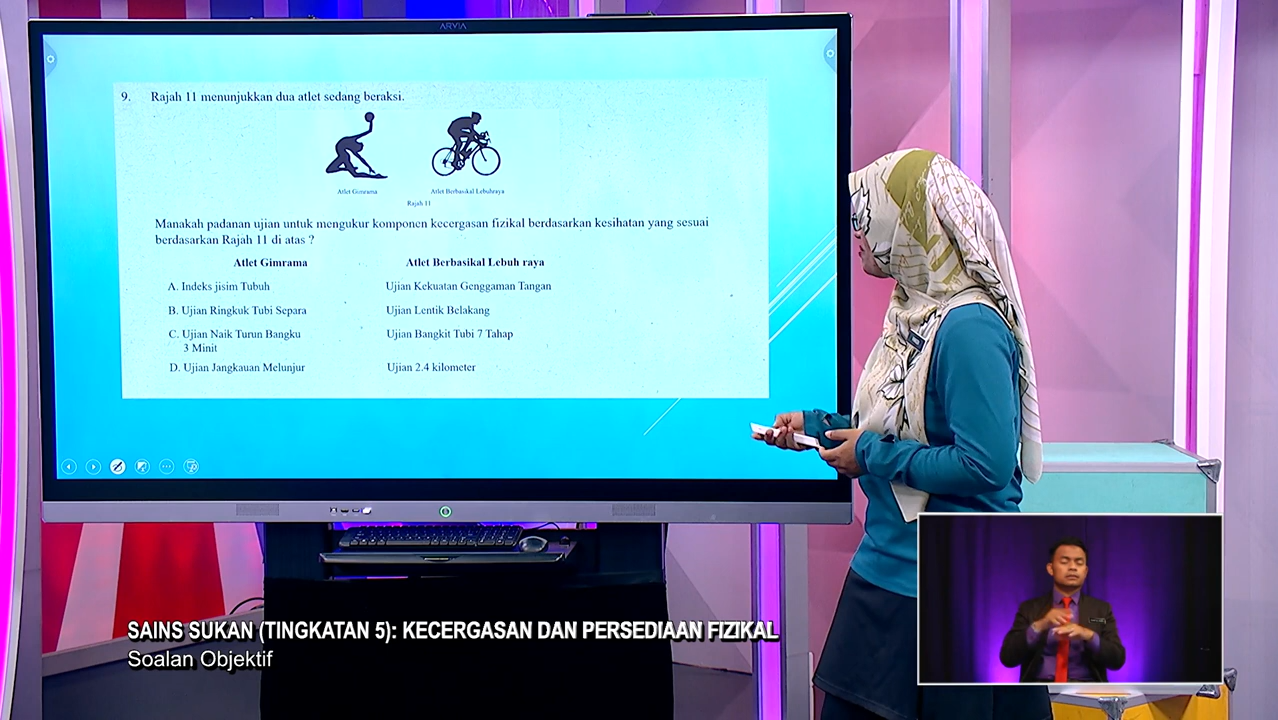 ARVIA
9. Rajah 11 menunjukkan dua atlet sedang beraksi.
Atlet Gimrama
Atlet Berbasikal Lebuhraya
Rajah 11
Manakah padanan ujian untuk mengukur komponen kecergasan fizikal berdasarkan kesihatan yang sesuai
berdasarkan Rajah 11 di atas ?
Atlet Gimrama Atlet Berbasikal Lebuh raya
A. Indeks jisim Tubuh Ujian Kekuatan Genggaman Tangan
B. Ujian Ringkuk Tubi Separa Ujian Lentik Belakang
C. Ujian Naik Turun Bangku Ujian Bangkit Tubi 7 Tahap
3 Minit
D. Ujian Jangkauan Melunjur Ujian 2.4 kilometer
SAINS SUKAN (TINGKATAN 5): KECERGASAN DAN PERSEDIAAN FIZIKAL
Soalan Objektif